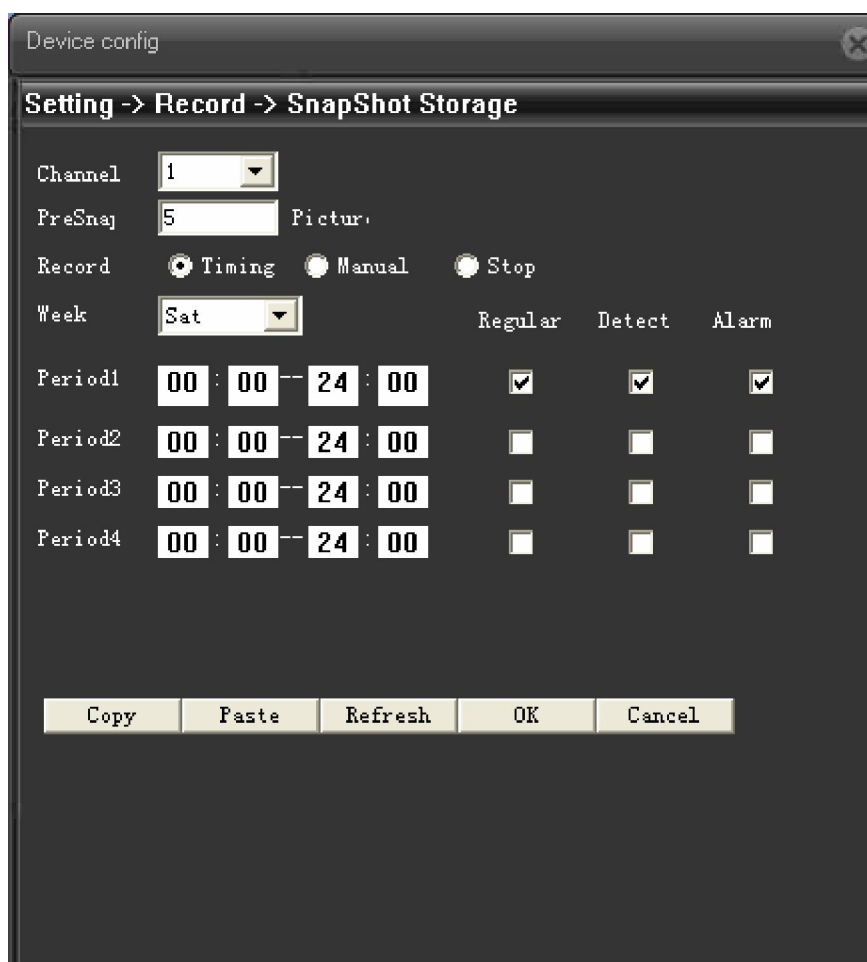 Device config
Setting -> Record -> SnapShot Storage
Channel 1
PreSnap 5 Pictur
Record Timing Manual Stop
Week Sat Regular Detect Alarm
Period1 00 : 00 -- 24 : 00
Period2 00 : 00 -- 24 : 00
Period3 00 : 00 -- 24 : 00
Period4 00 : 00 -- 24 : 00
Copy Paste Refresh OK Cancel